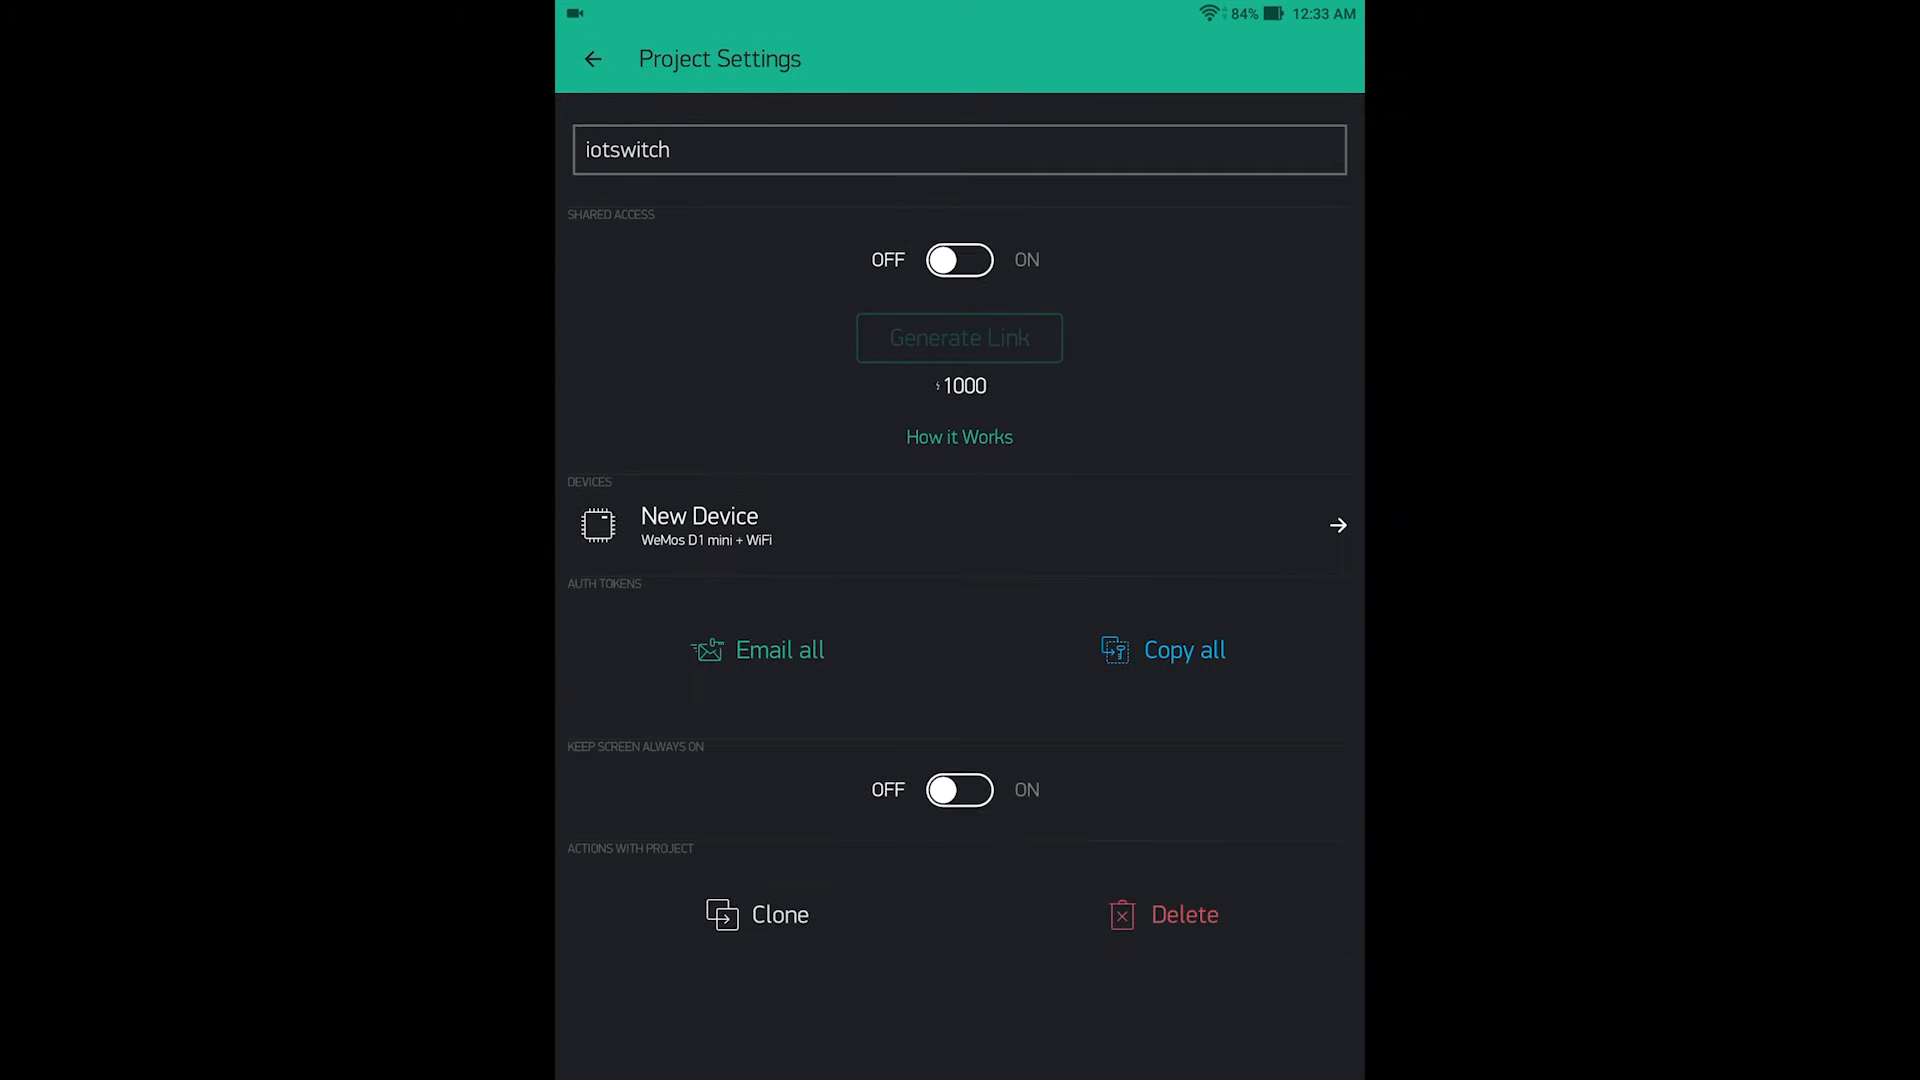 84% 12:33 AM
Project Settings
iotswitch
SHARED ACCESS
OFF ON
Generate Link
1000
How it Works
DEVICES
New Device
WeMos D1 mini + WiFi
AUTH TOKENS
Email all Copy all
KEEP SCREEN ALWAYS ON
OFF ON
ACTIONS WITH PROJECT
Clone Delete